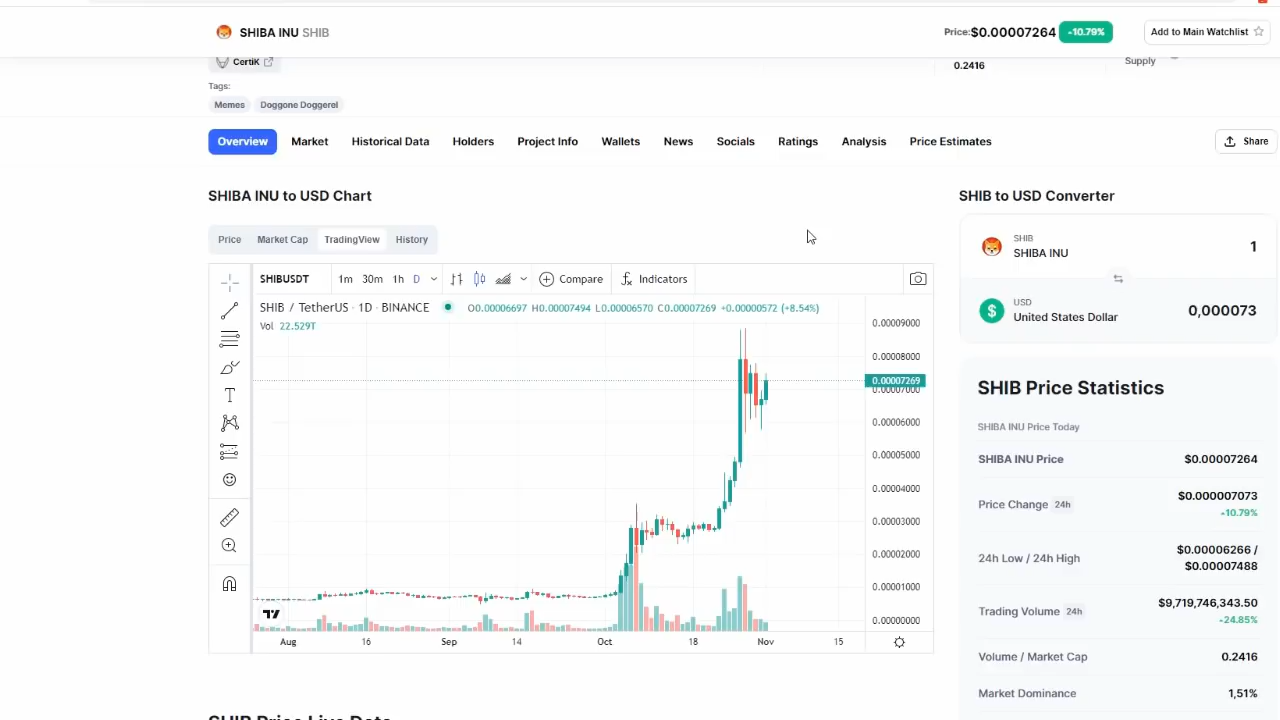 SHIBA INU SHIB
Price:$0.00007264 -10.79%
Add to Main Watchlist
CertiK
0.2416
Supply
Tags:
Memes
Doggone Doggerel
Overview Market Historical Data Holders Project Info Wallets News Socials Ratings Analysis Price Estimates
Share
SHIBA INU to USD Chart
Price Market Cap TradingView History
SHIBUSDT 1m 30m 1h D Compare Indicators
SHIB / TetherUS · 1D · BINANCE O0.00006697 H0.00007494 L0.00006570 C0.00007269 +0.00000572 (+8.54%)
Vol 22.529T
0.00009000
0.00008000
0.00007269
0.00007000
0.00006000
0.00005000
0.00004000
0.00003000
0.00002000
0.00001000
0.00000000
Aug 16 Sep 14 Oct 18 Nov 15
SHIB to USD Converter
SHIB
SHIBA INU
1
USD
United States Dollar
0,000073
SHIB Price Statistics
SHIBA INU Price Today
SHIBA INU Price $0.00007264
Price Change 24h $0.000007073
-10.79%
24h Low / 24h High $0.00006266 /
$0.00007488
Trading Volume 24h $9,719,746,343.50
-24.85%
Volume / Market Cap 0.2416
Market Dominance 1,51%
SHIB Price Live Data